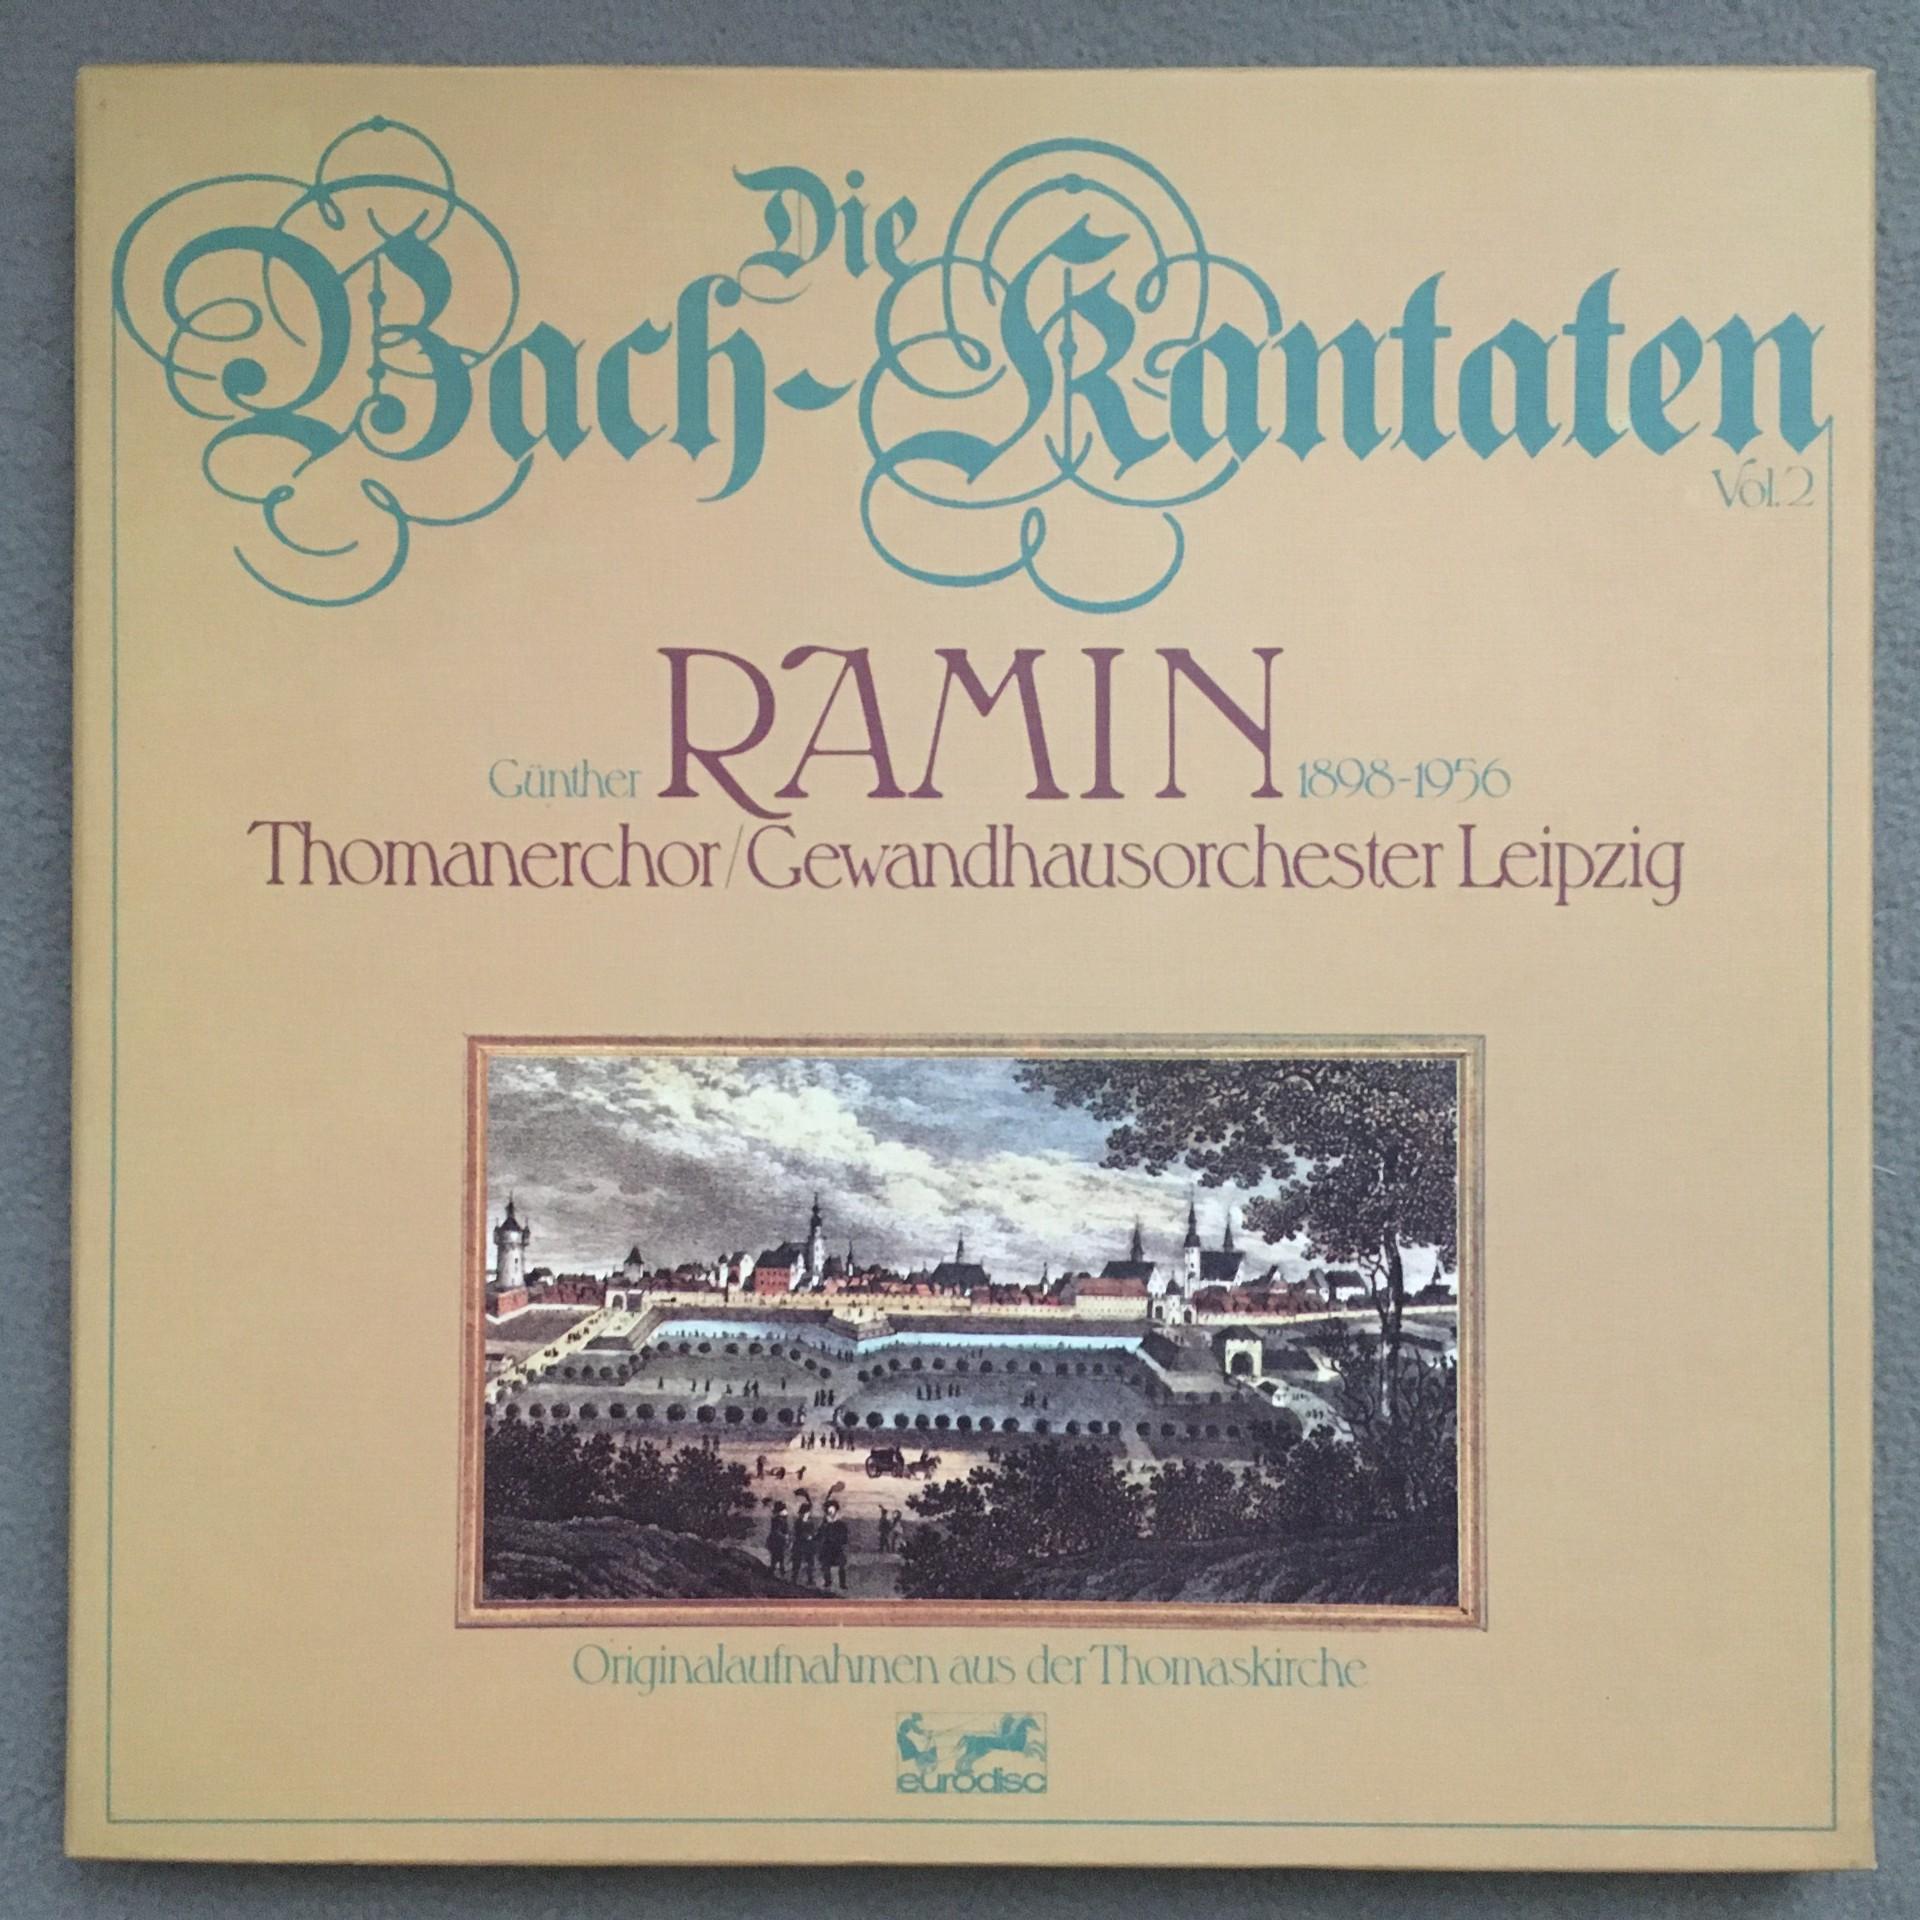 Die
Bach-Kantaten
Vol. 2
Günther RAMIN 1898-1956
Thomanerchor/Gewandhausorchester Leipzig
Originalaufnahmen aus der Thomaskirche
eurodisc